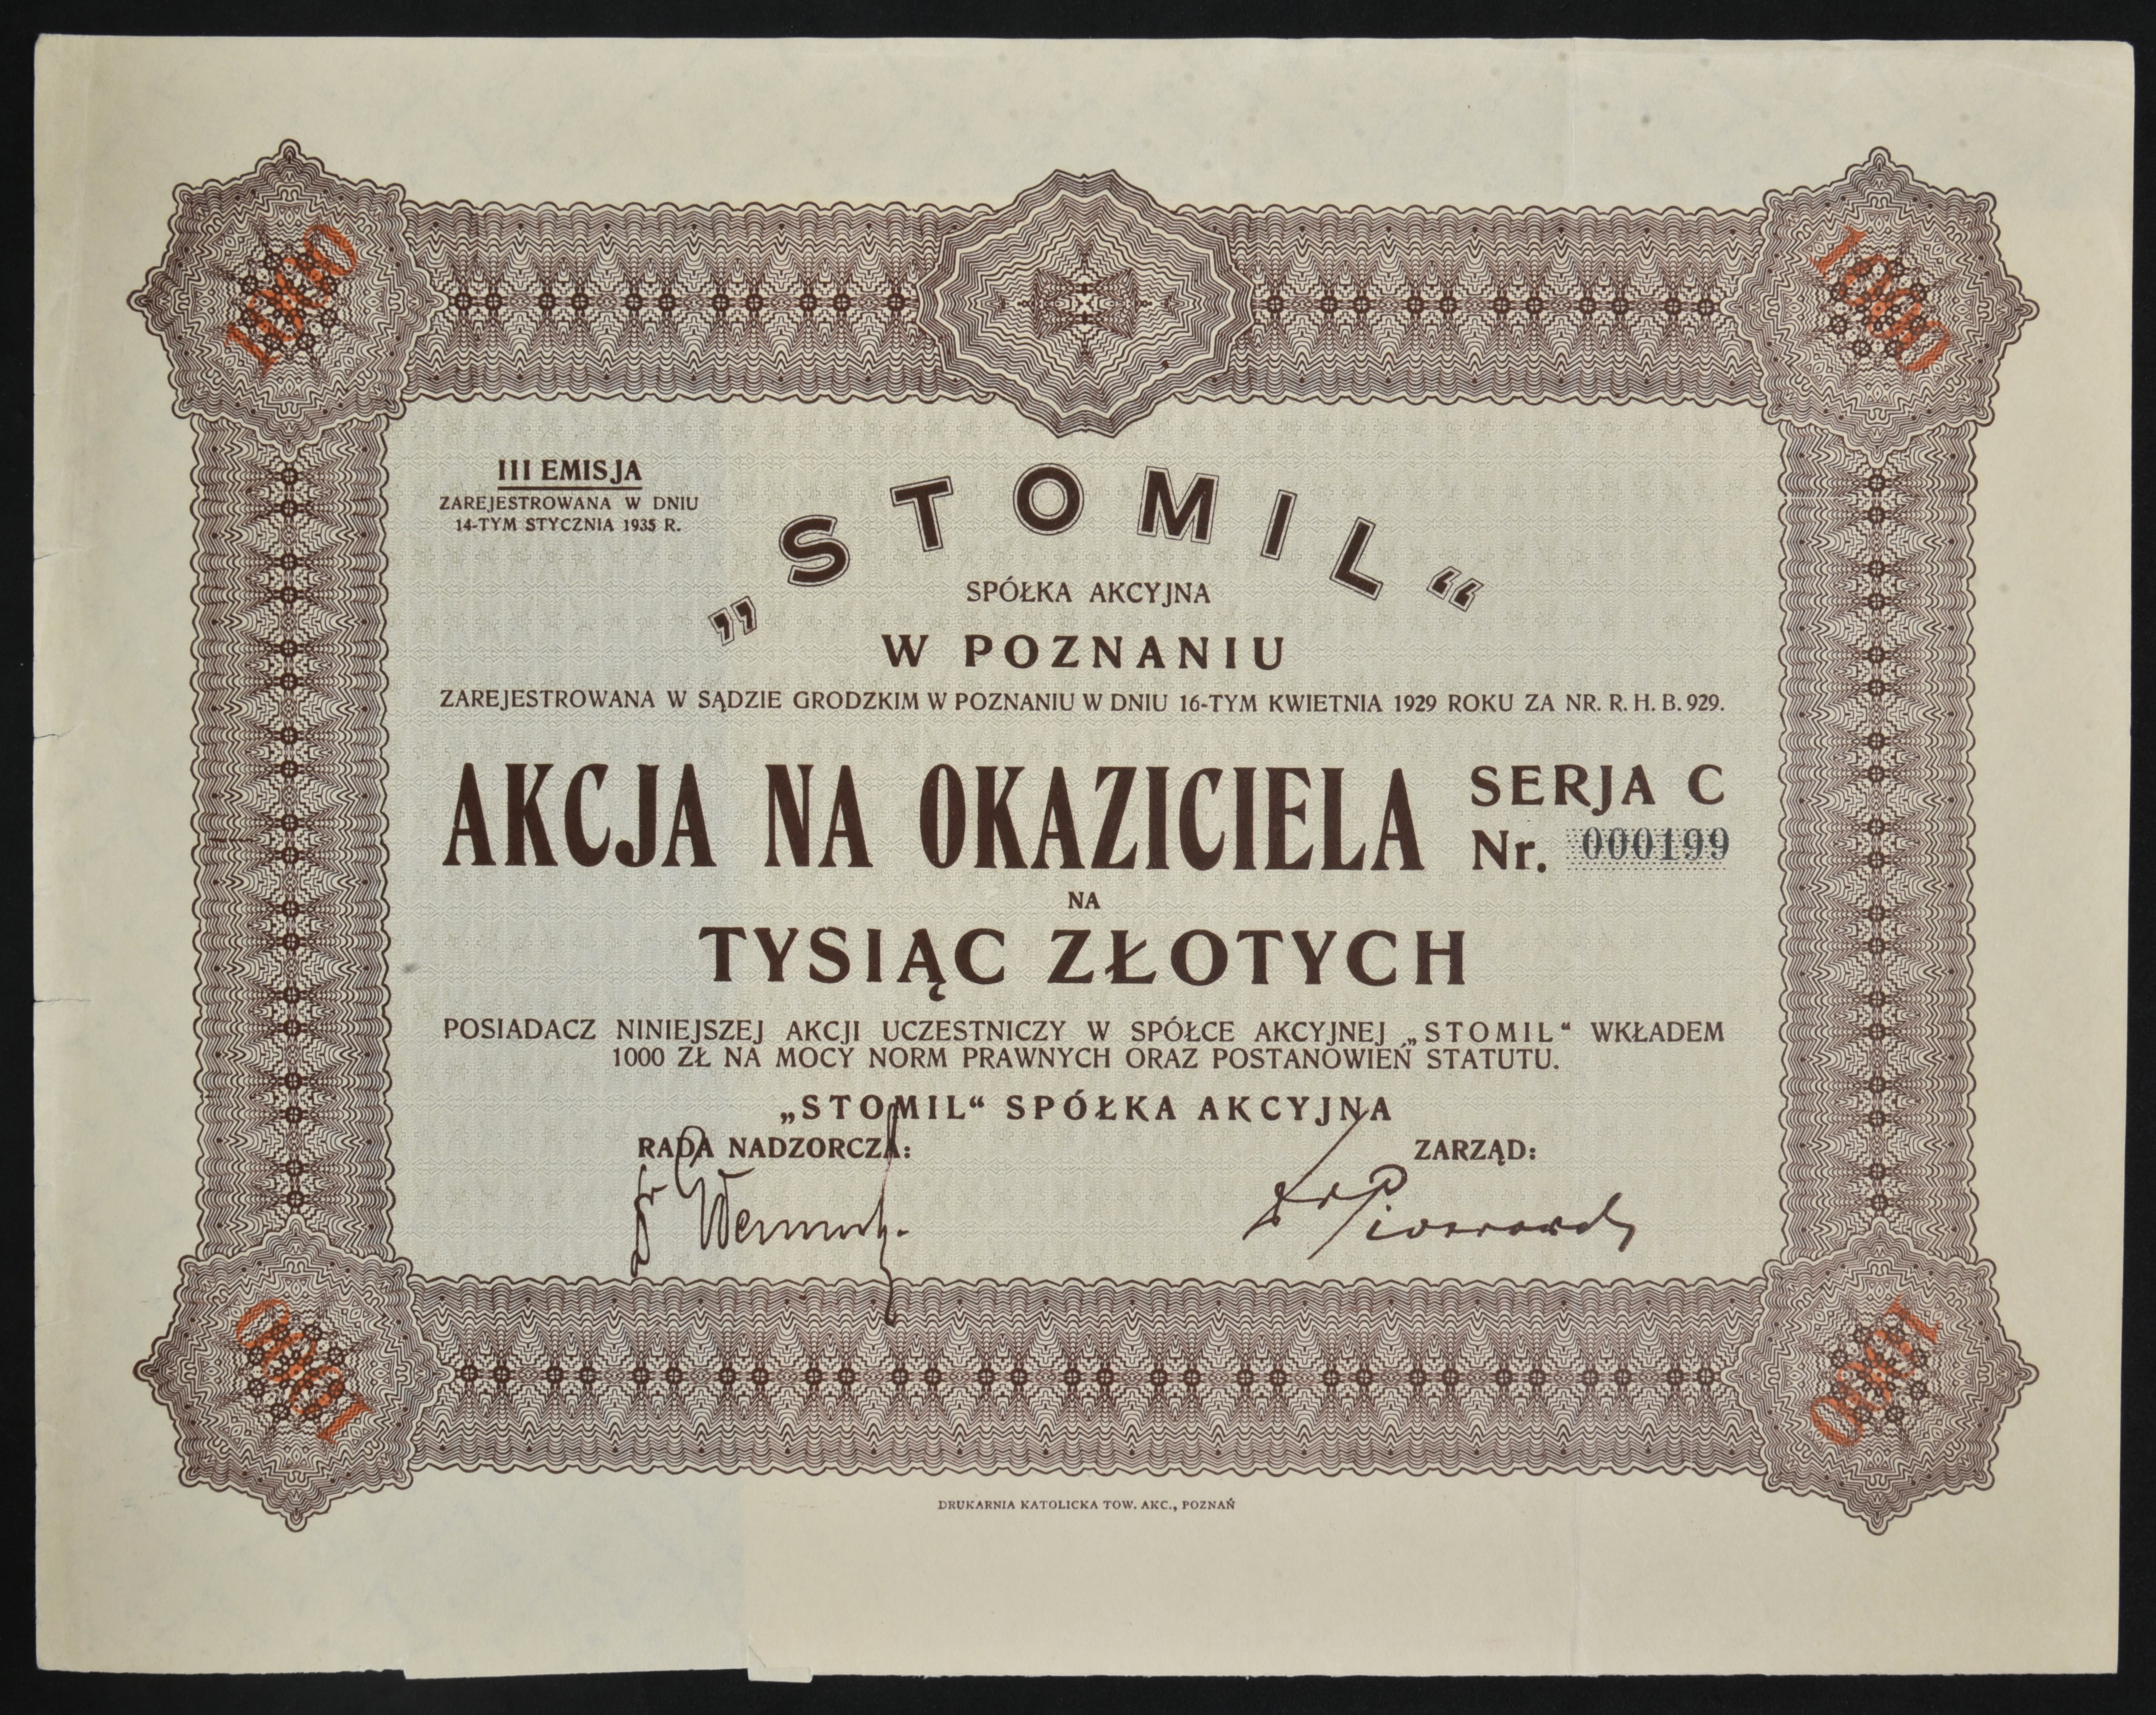 1000
1000
III EMISJA
ZAREJESTROWANA W DNIU
14-TYM STYCZNIA 1935 R.
„STOMIL“
SPÓŁKA AKCYJNA
W POZNANIU
ZAREJESTROWANA W SĄDZIE GRODZKIM W POZNANIU W DNIU 16-TYM KWIETNIA 1929 ROKU ZA NR. R. H. B. 929.
AKCJA NA OKAZICIELA
SERJA C
Nr. 000199
NA
TYSIĄC ZŁOTYCH
POSIADACZ NINIEJSZEJ AKCJI UCZESTNICZY W SPÓŁCE AKCYJNEJ „STOMIL“ WKŁADEM
1000 ZŁ NA MOCY NORM PRAWNYCH ORAZ POSTANOWIEŃ STATUTU.
„STOMIL“ SPÓŁKA AKCYJNA
RADA NADZORCZA:
ZARZĄD:
1000
1000
DRUKARNIA KATOLICKA TOW. AKC., POZNAŃ